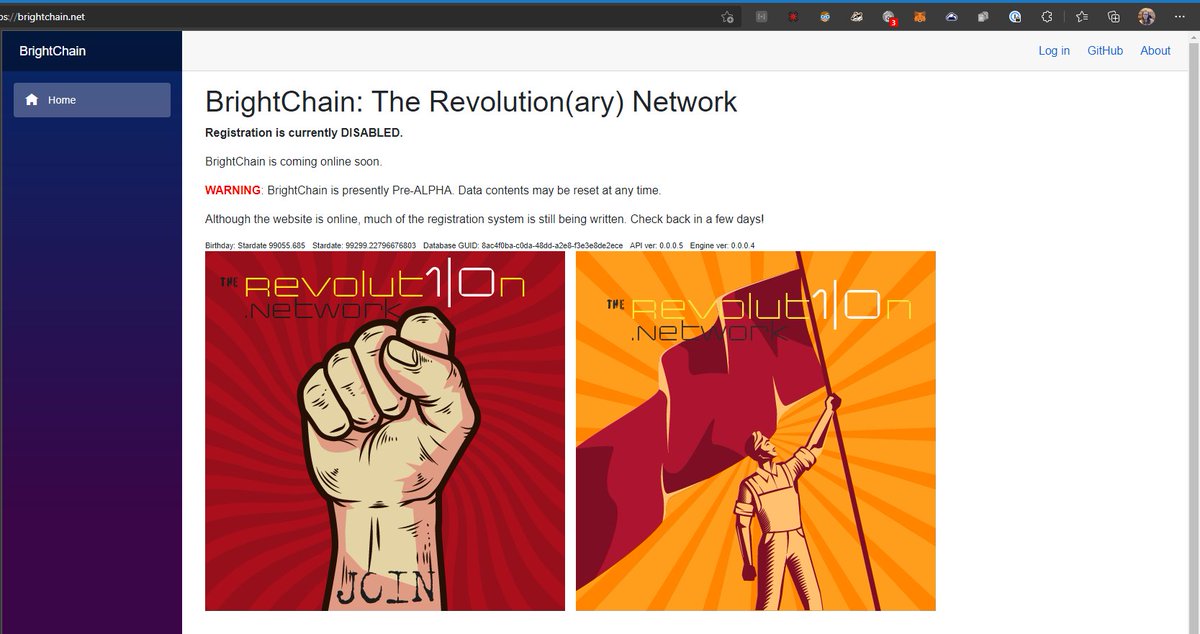 ps://brightchain.net
3
BrightChain
Log in GitHub About
Home
BrightChain: The Revolution(ary) Network
Registration is currently DISABLED.
BrightChain is coming online soon.
WARNING: BrightChain is presently Pre-ALPHA. Data contents may be reset at any time.
Although the website is online, much of the registration system is still being written. Check back in a few days!
Birthday: Stardate 99055.685 Stardate: 99299.22796676803 Database GUID: 8ac4f0ba-c0da-48dd-a2e8-f3e3e8de2ece API ver: 0.0.0.5 Engine ver: 0.0.0.4
THE Revolut1|0n
.Network
JOIN
THE Revolut1|0n
.Network